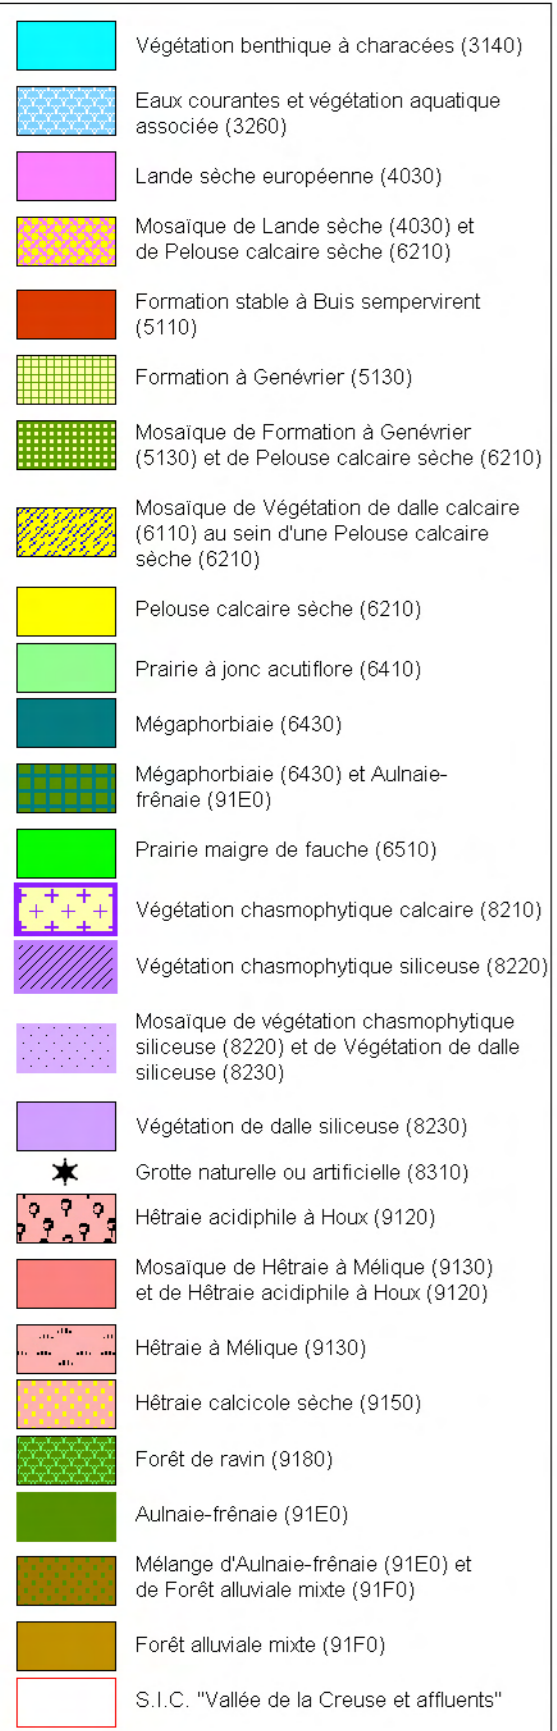 Végétation benthique à characées (3140)
Eaux courantes et végétation aquatique
associée (3260)
Lande sèche européenne (4030)
Mosaïque de Lande sèche (4030) et
de Pelouse calcaire sèche (6210)
Formation stable à Buis sempervirent
(5110)
Formation à Genévrier (5130)
Mosaïque de Formation à Genévrier
(5130) et de Pelouse calcaire sèche (6210)
Mosaïque de Végétation de dalle calcaire
(6110) au sein d'une Pelouse calcaire
sèche (6210)
Pelouse calcaire sèche (6210)
Prairie à jonc acutiflore (6410)
Mégaphorbiaie (6430)
Mégaphorbiaie (6430) et Aulnaie-
frênaie (91E0)
Prairie maigre de fauche (6510)
Végétation chasmophytique calcaire (8210)
Végétation chasmophytique siliceuse (8220)
Mosaïque de végétation chasmophytique
siliceuse (8220) et de Végétation de dalle
siliceuse (8230)
Végétation de dalle siliceuse (8230)
Grotte naturelle ou artificielle (8310)
Hêtraie acidiphile à Houx (9120)
Mosaïque de Hêtraie à Mélique (9130)
et de Hêtraie acidiphile à Houx (9120)
Hêtraie à Mélique (9130)
Hêtraie calcicole sèche (9150)
Forêt de ravin (9180)
Aulnaie-frênaie (91E0)
Mélange d'Aulnaie-frênaie (91E0) et
de Forêt alluviale mixte (91F0)
Forêt alluviale mixte (91F0)
S.I.C. "Vallée de la Creuse et affluents"